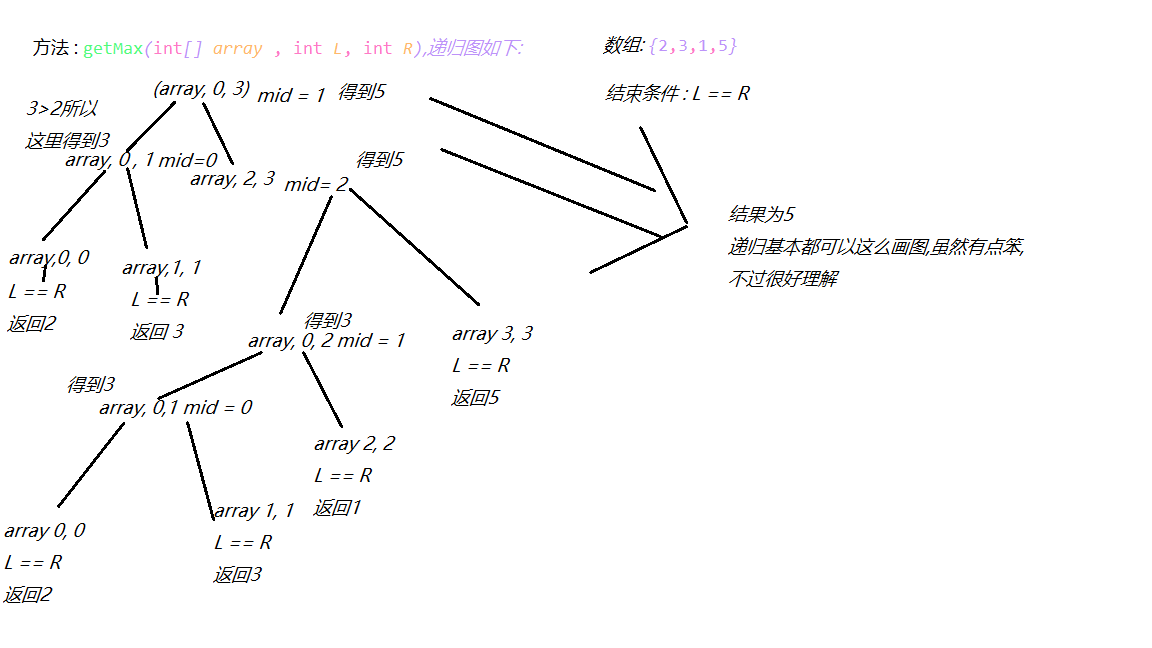 方法 : getMax(int[] array , int L, int R),递归图如下:
数组: {2,3,1,5}
结束条件 : L == R
(array, 0, 3) mid = 1 得到5
3>2所以
这里得到3
array, 0 , 1 mid=0
得到5
array, 2, 3 mid= 2
结果为5
递归基本都可以这么画图,虽然有点笨,
不过很好理解
array,0, 0
L == R
返回2
array,1, 1
L == R
返回 3
得到3
array, 0, 2 mid = 1
array 3, 3
L == R
返回5
得到3
array, 0,1 mid = 0
array 2, 2
L == R
返回1
array 0, 0
L == R
返回2
array 1, 1
L == R
返回3